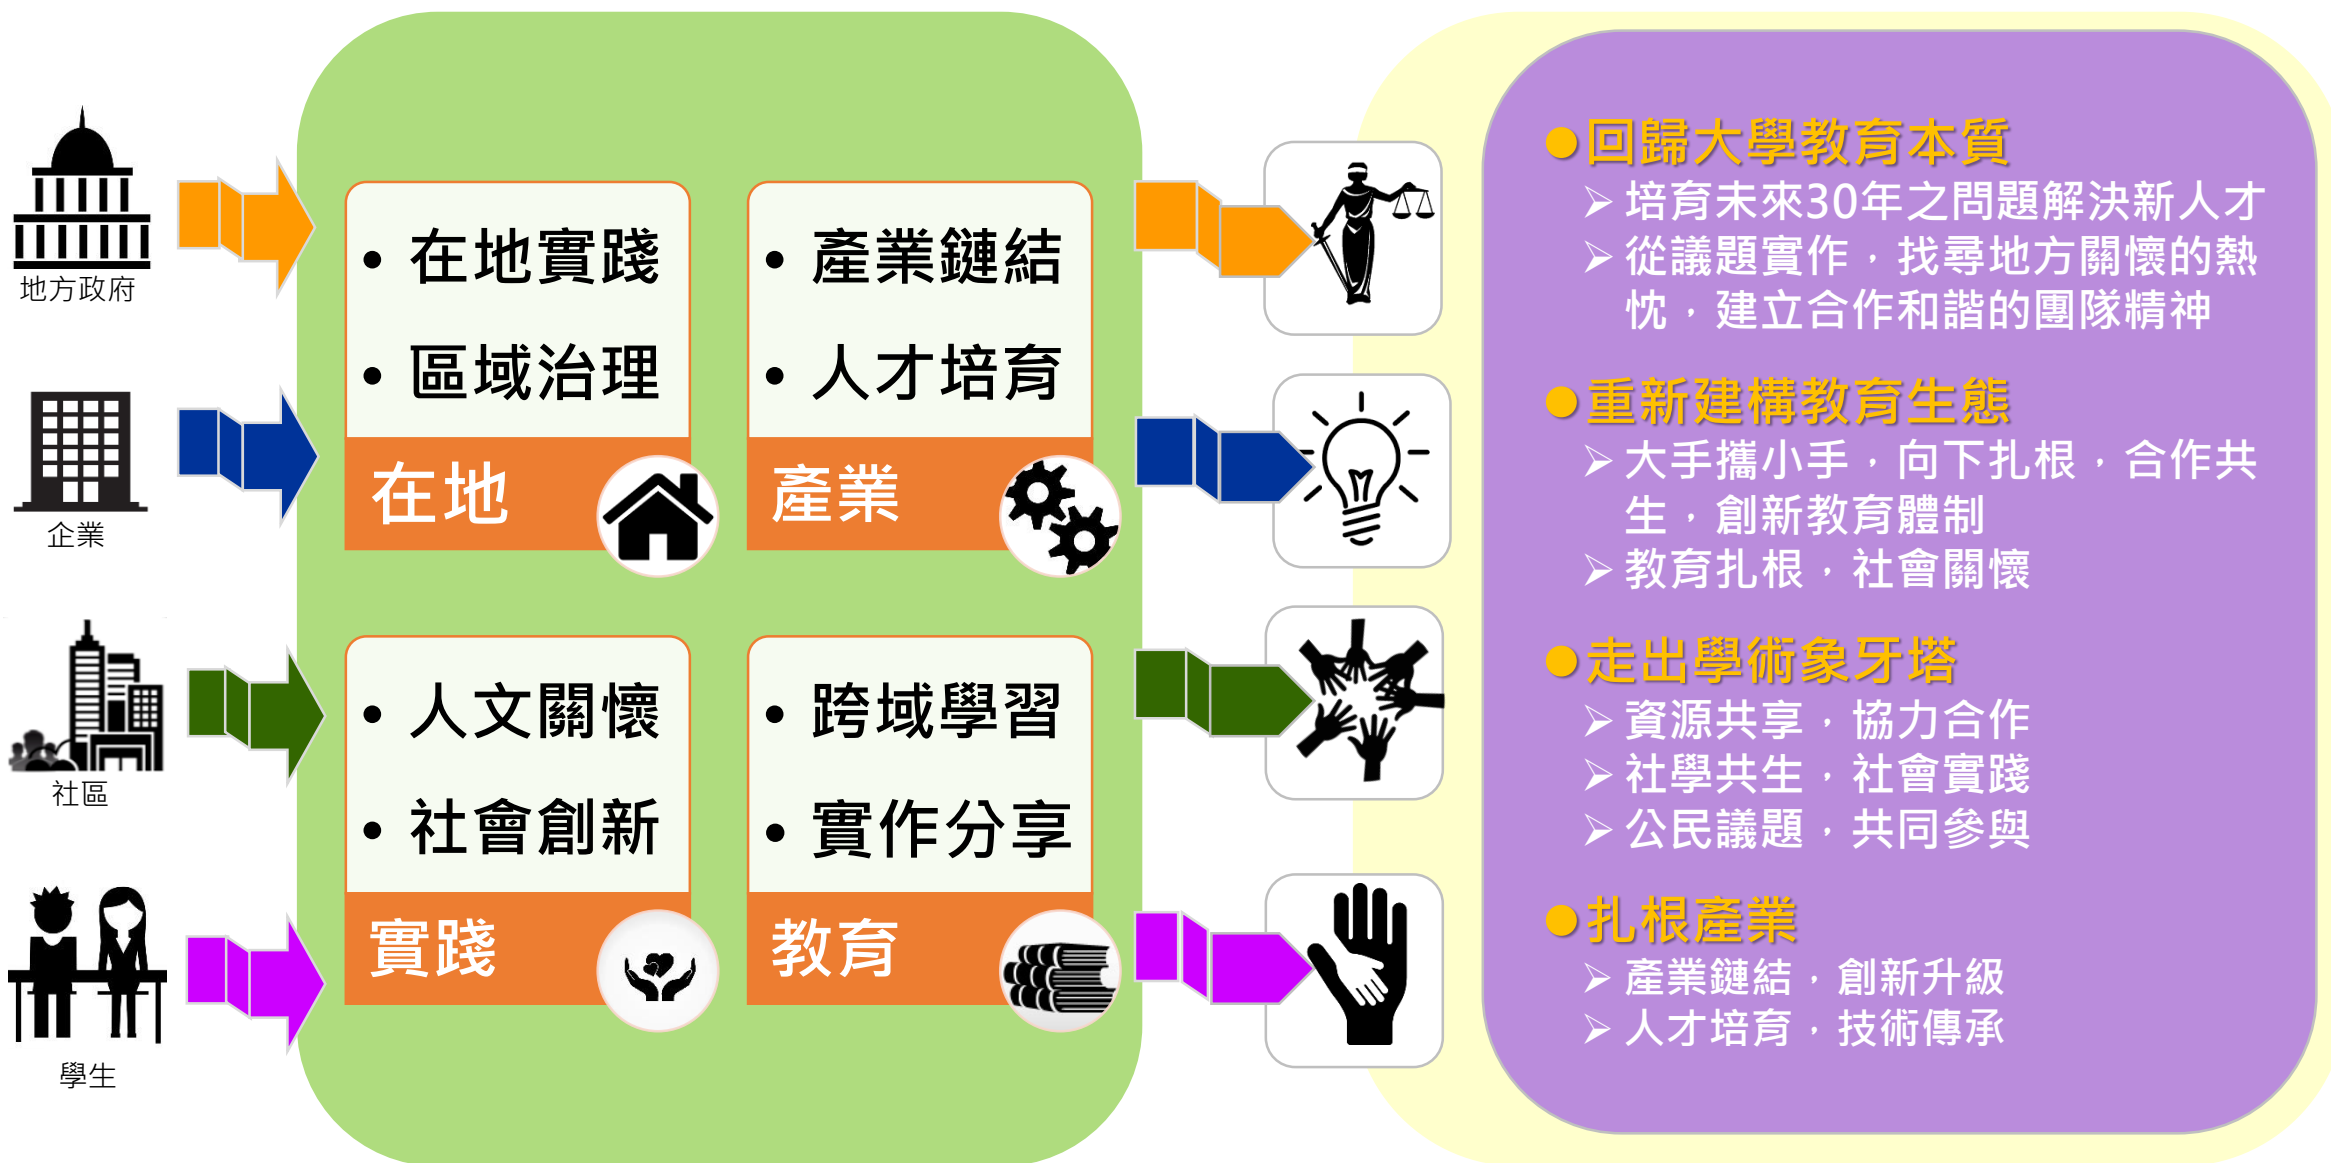 地方政府
企業
社區
學生
• 在地實踐
• 區域治理
在地
• 產業鏈結
• 人才培育
產業
• 人文關懷
• 社會創新
實踐
• 跨域學習
• 實作分享
教育
●回歸大學教育本質
➢ 培育未來30年之問題解決新人才
➢ 從議題實作，找尋地方關懷的熱
忱，建立合作和諧的團隊精神
●重新建構教育生態
➢ 大手攜小手，向下扎根，合作共
生，創新教育體制
➢ 教育扎根，社會關懷
●走出學術象牙塔
➢ 資源共享，協力合作
➢ 社學共生，社會實踐
➢ 公民議題，共同參與
●扎根產業
➢ 產業鏈結，創新升級
➢ 人才培育，技術傳承